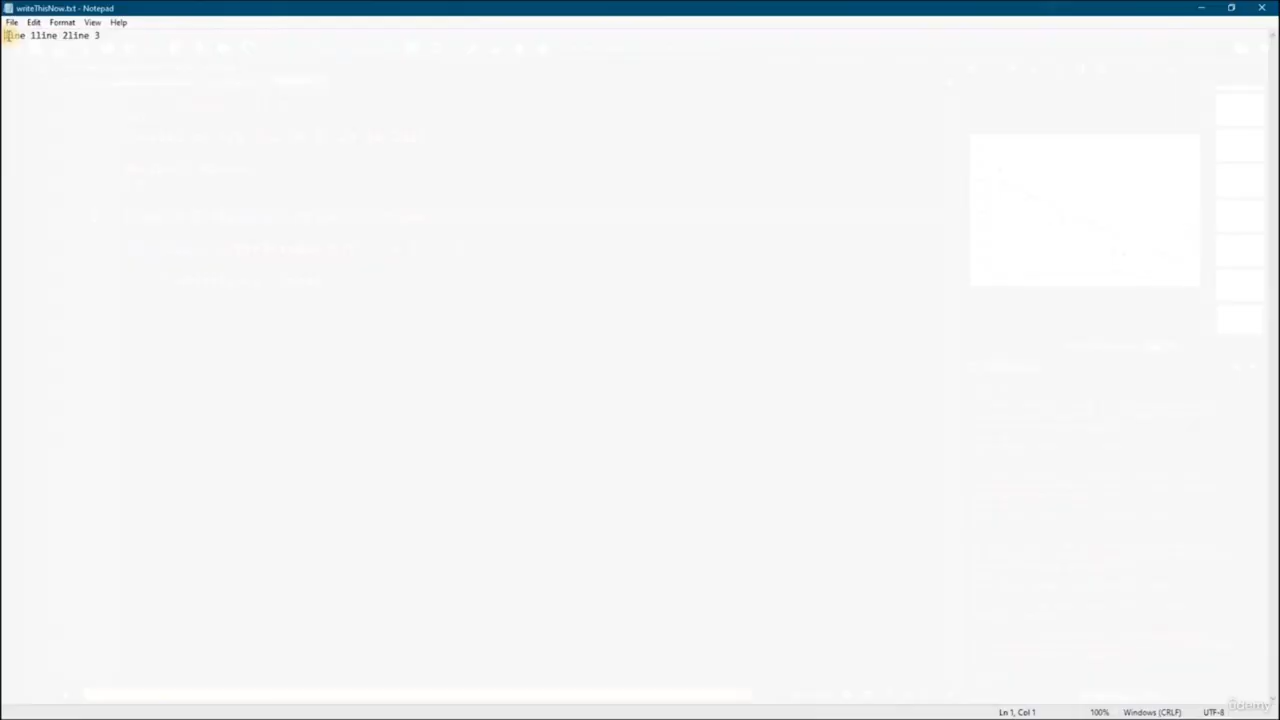 writeThisNow.txt - Notepad
File Edit Format View Help
line 1line 2line 3
Ln 1, Col 1 100% Windows (CRLF) UTF-8
ûdemy